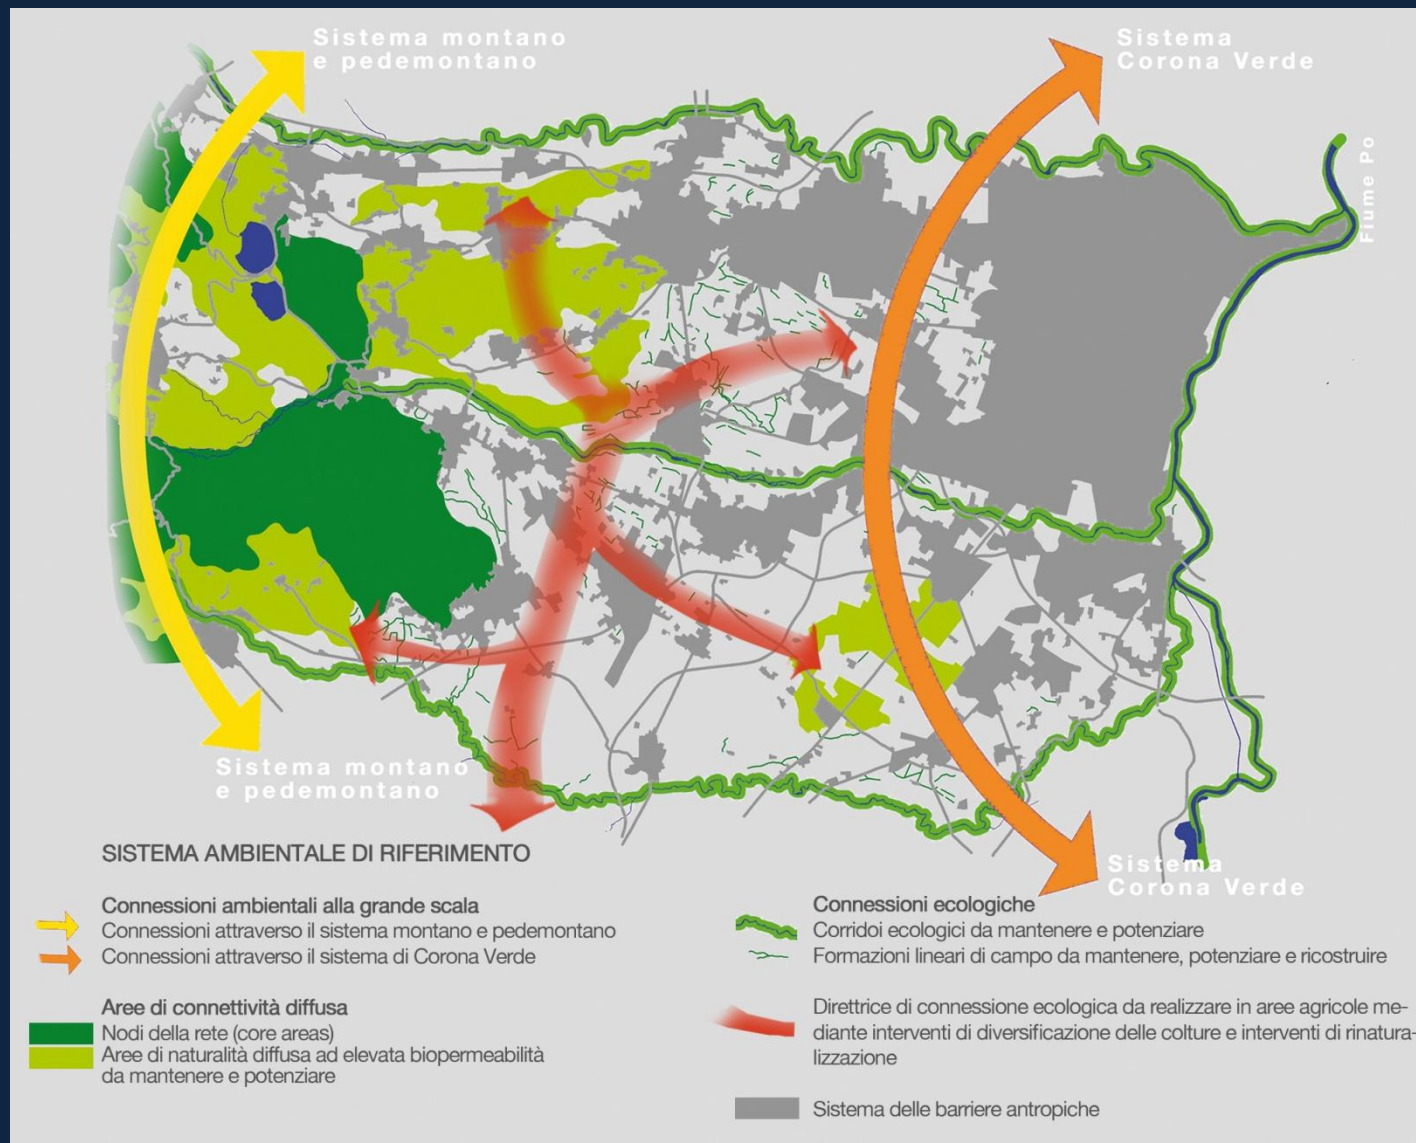 Sistema montano
e pedemontano
Sistema
Corona Verde
Fiume Po
Sistema montano
e pedemontano
Sistema
Corona Verde
SISTEMA AMBIENTALE DI RIFERIMENTO
Connessioni ambientali alla grande scala
Connessioni attraverso il sistema montano e pedemontano
Connessioni attraverso il sistema di Corona Verde
Aree di connettività diffusa
Nodi della rete (core areas)
Aree di naturalità diffusa ad elevata biopermeabilità
da mantenere e potenziare
Connessioni ecologiche
Corridoi ecologici da mantenere e potenziare
Formazioni lineari di campo da mantenere, potenziare e ricostruire
Direttrice di connessione ecologica da realizzare in aree agricole me-
diante interventi di diversificazione delle colture e interventi di rinatura-
lizzazione
Sistema delle barriere antropiche